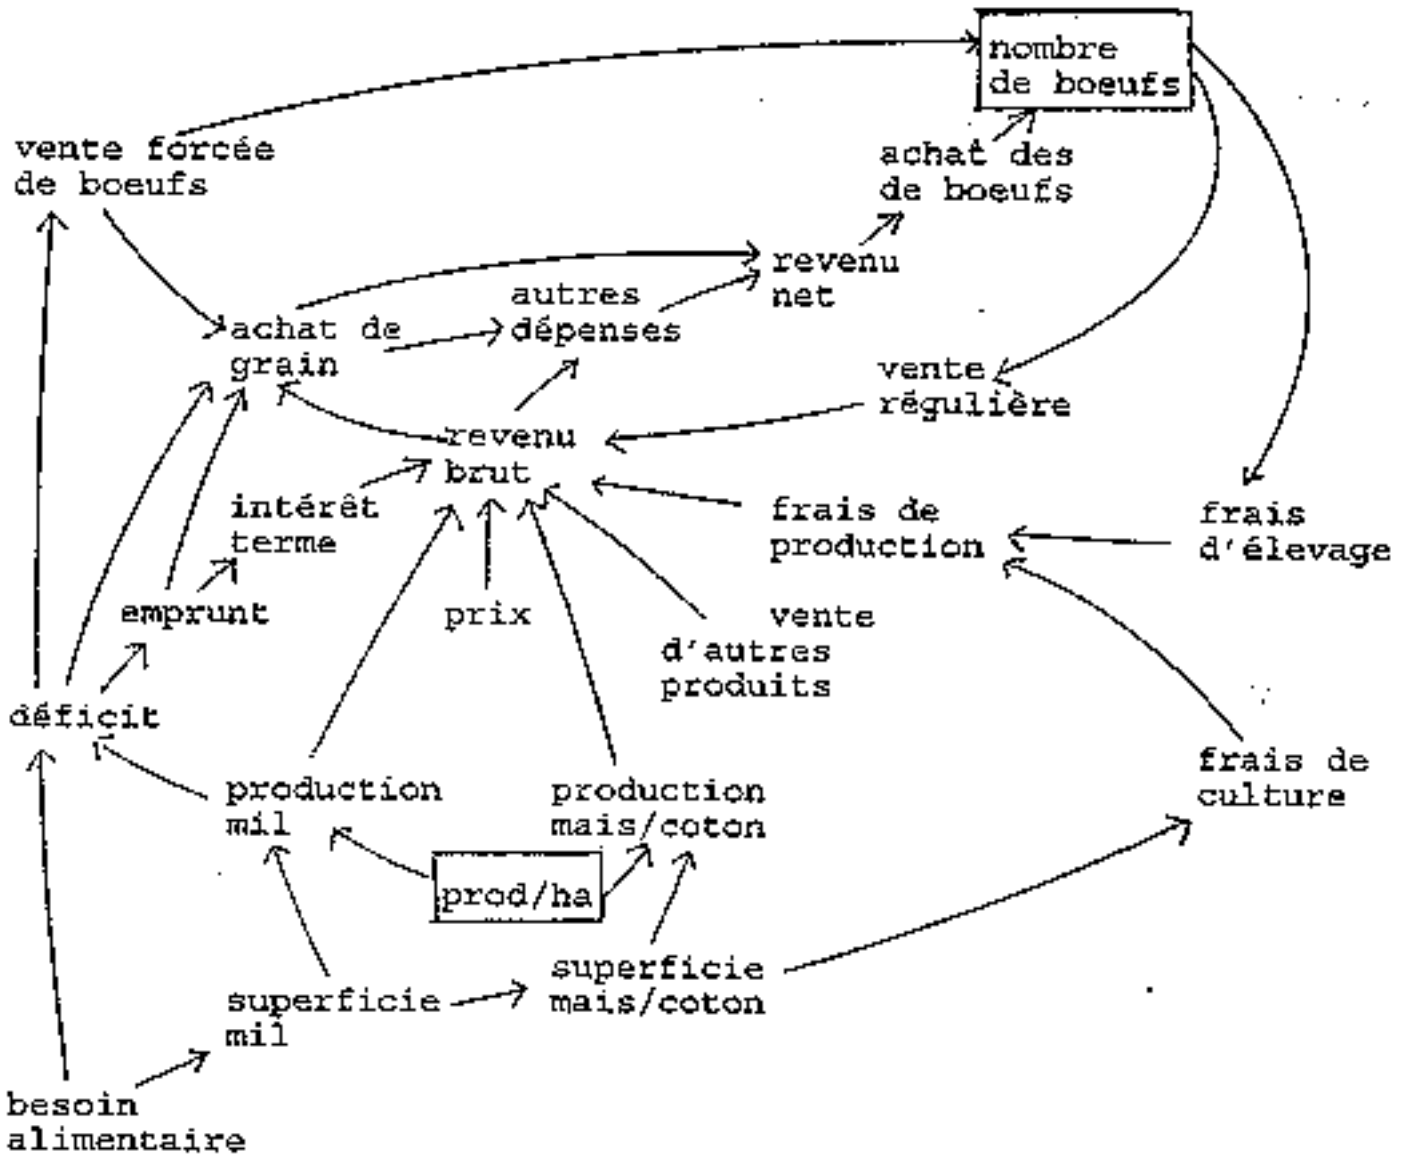 nombre
de boeufs
vente forcée
de boeufs
achat des
de boeufs
revenu
net
autres
dépenses
achat de
grain
vente
régulière
revenu
brut
intérêt
terme
frais de
production
frais
d'élevage
emprunt
prix
vente
d'autres
produits
déficit
frais de
culture
production
mil
production
mais/coton
prod/ha
superficie
mais/coton
superficie
mil
besoin
alimentaire